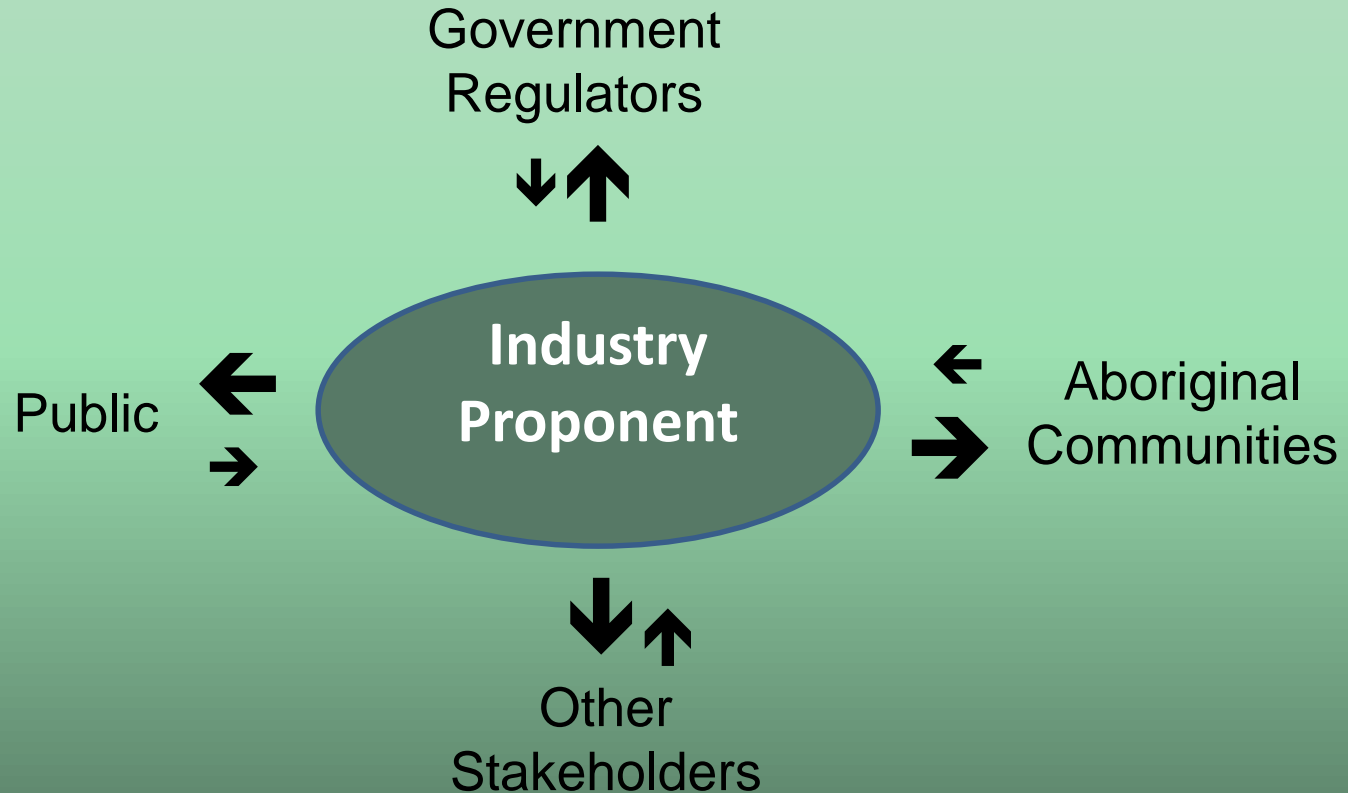 Government
Regulators
Industry
Proponent
Public
Aboriginal
Communities
Other
Stakeholders